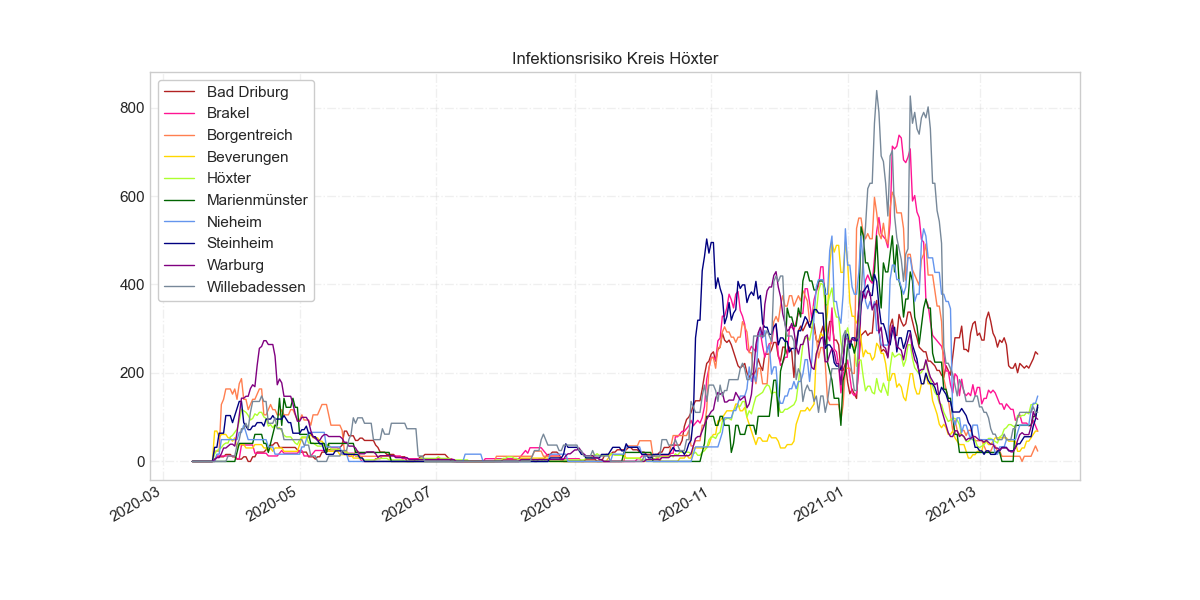 Infektionsrisiko Kreis Höxter
Bad Driburg
Brakel
Borgentreich
Beverungen
Höxter
Marienmünster
Nieheim
Steinheim
Warburg
Willebadessen
800
600
400
200
0
2020-03
2020-05
2020-07
2020-09
2020-11
2021-01
2021-03